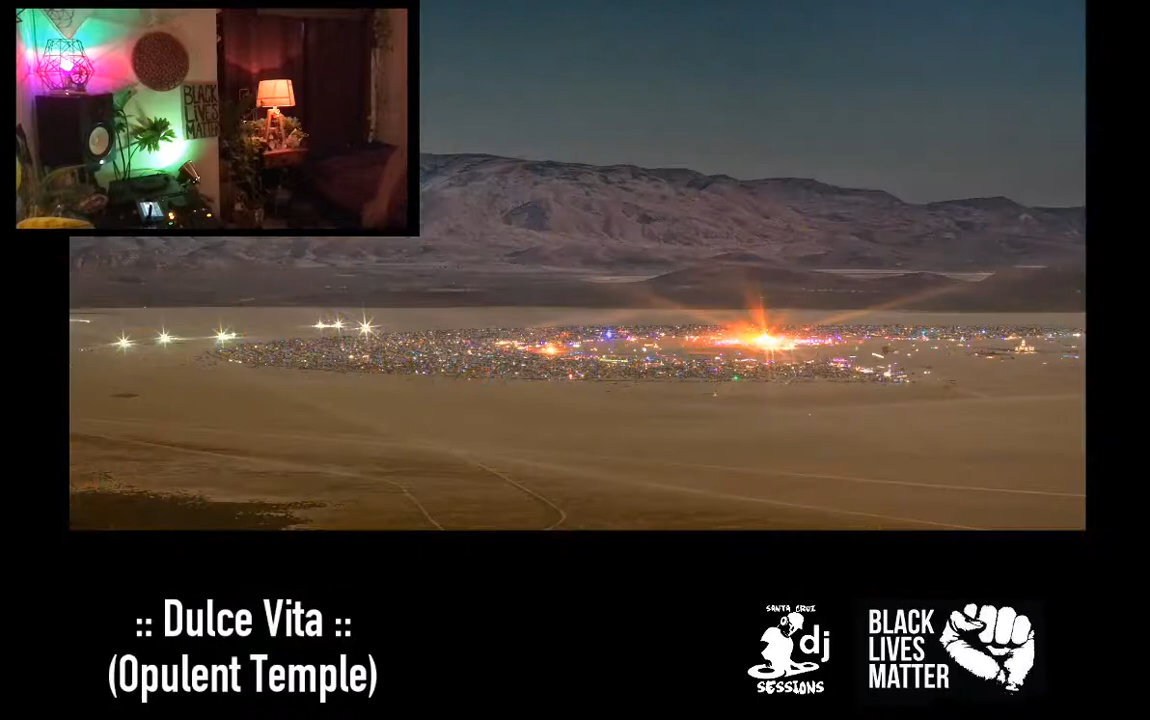 BLACK
LIVES
MATTER
:: Dulce Vita ::
(Opulent Temple)
SANTA CRUZ
dj
SESSIONS
BLACK
LIVES
MATTER